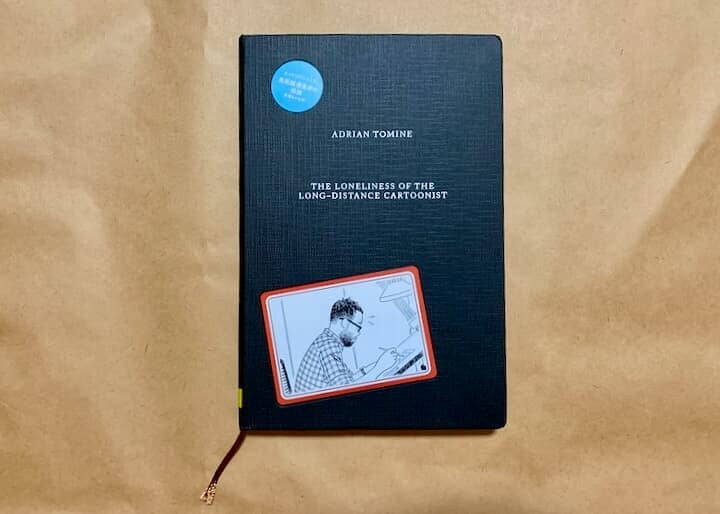 ADRIAN TOMINE
THE LONELINESS OF THE
LONG-DISTANCE CARTOONIST